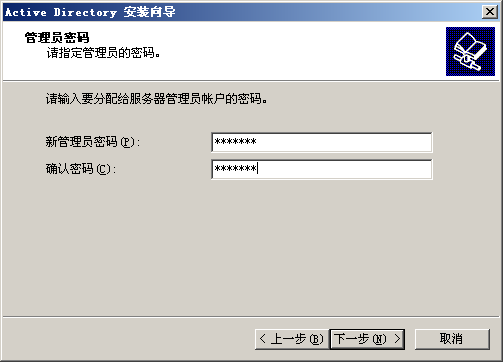 Active Directory 安装向导
管理员密码
请指定管理员的密码。
请输入要分配给服务器管理员帐户的密码。
新管理员密码(P): *******
确认密码(C): *******
< 上一步(B) 下一步(N) > 取消